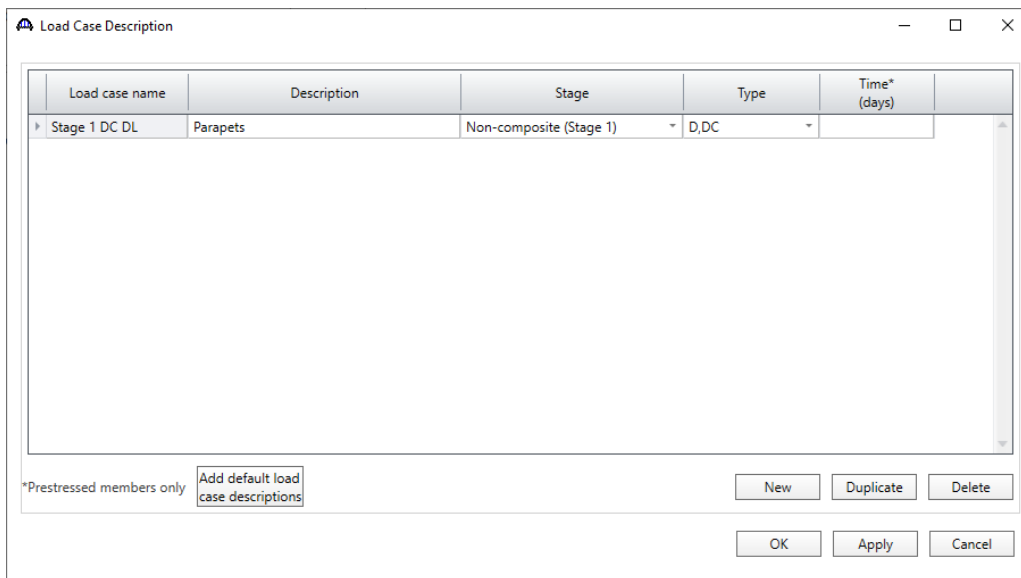 Load Case Description
Load case name Description Stage Type Time*
(days)
Stage 1 DC DL Parapets Non-composite (Stage 1) D,DC
*Prestressed members only Add default load
case descriptions New Duplicate Delete
OK Apply Cancel